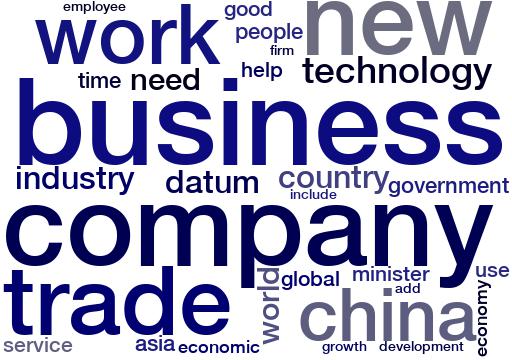 employee
good
new
work
people
firm
time
need
help
technology
business
industry
datum
country
government
include
company
trade
world
global
minister
use
add
china
economy
service
asia
economic
growth
development